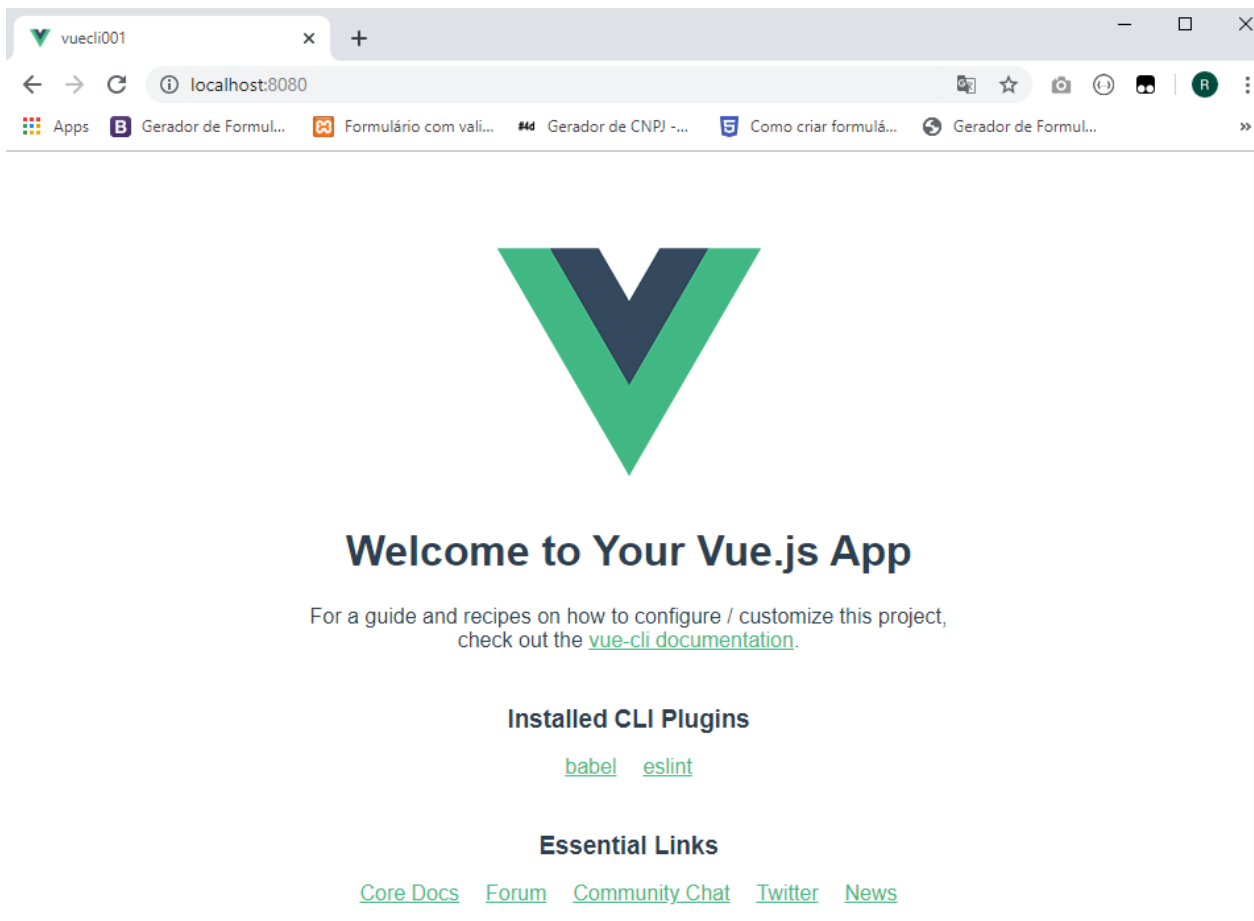 vuecli001
localhost:8080
R
Apps B Gerador de Formul... Formulário com vali... #4d Gerador de CNPJ -... 5 Como criar formulá... Gerador de Formul... »
Welcome to Your Vue.js App
For a guide and recipes on how to configure / customize this project,
check out the vue-cli documentation.
Installed CLI Plugins
babel eslint
Essential Links
Core Docs Forum Community Chat Twitter News